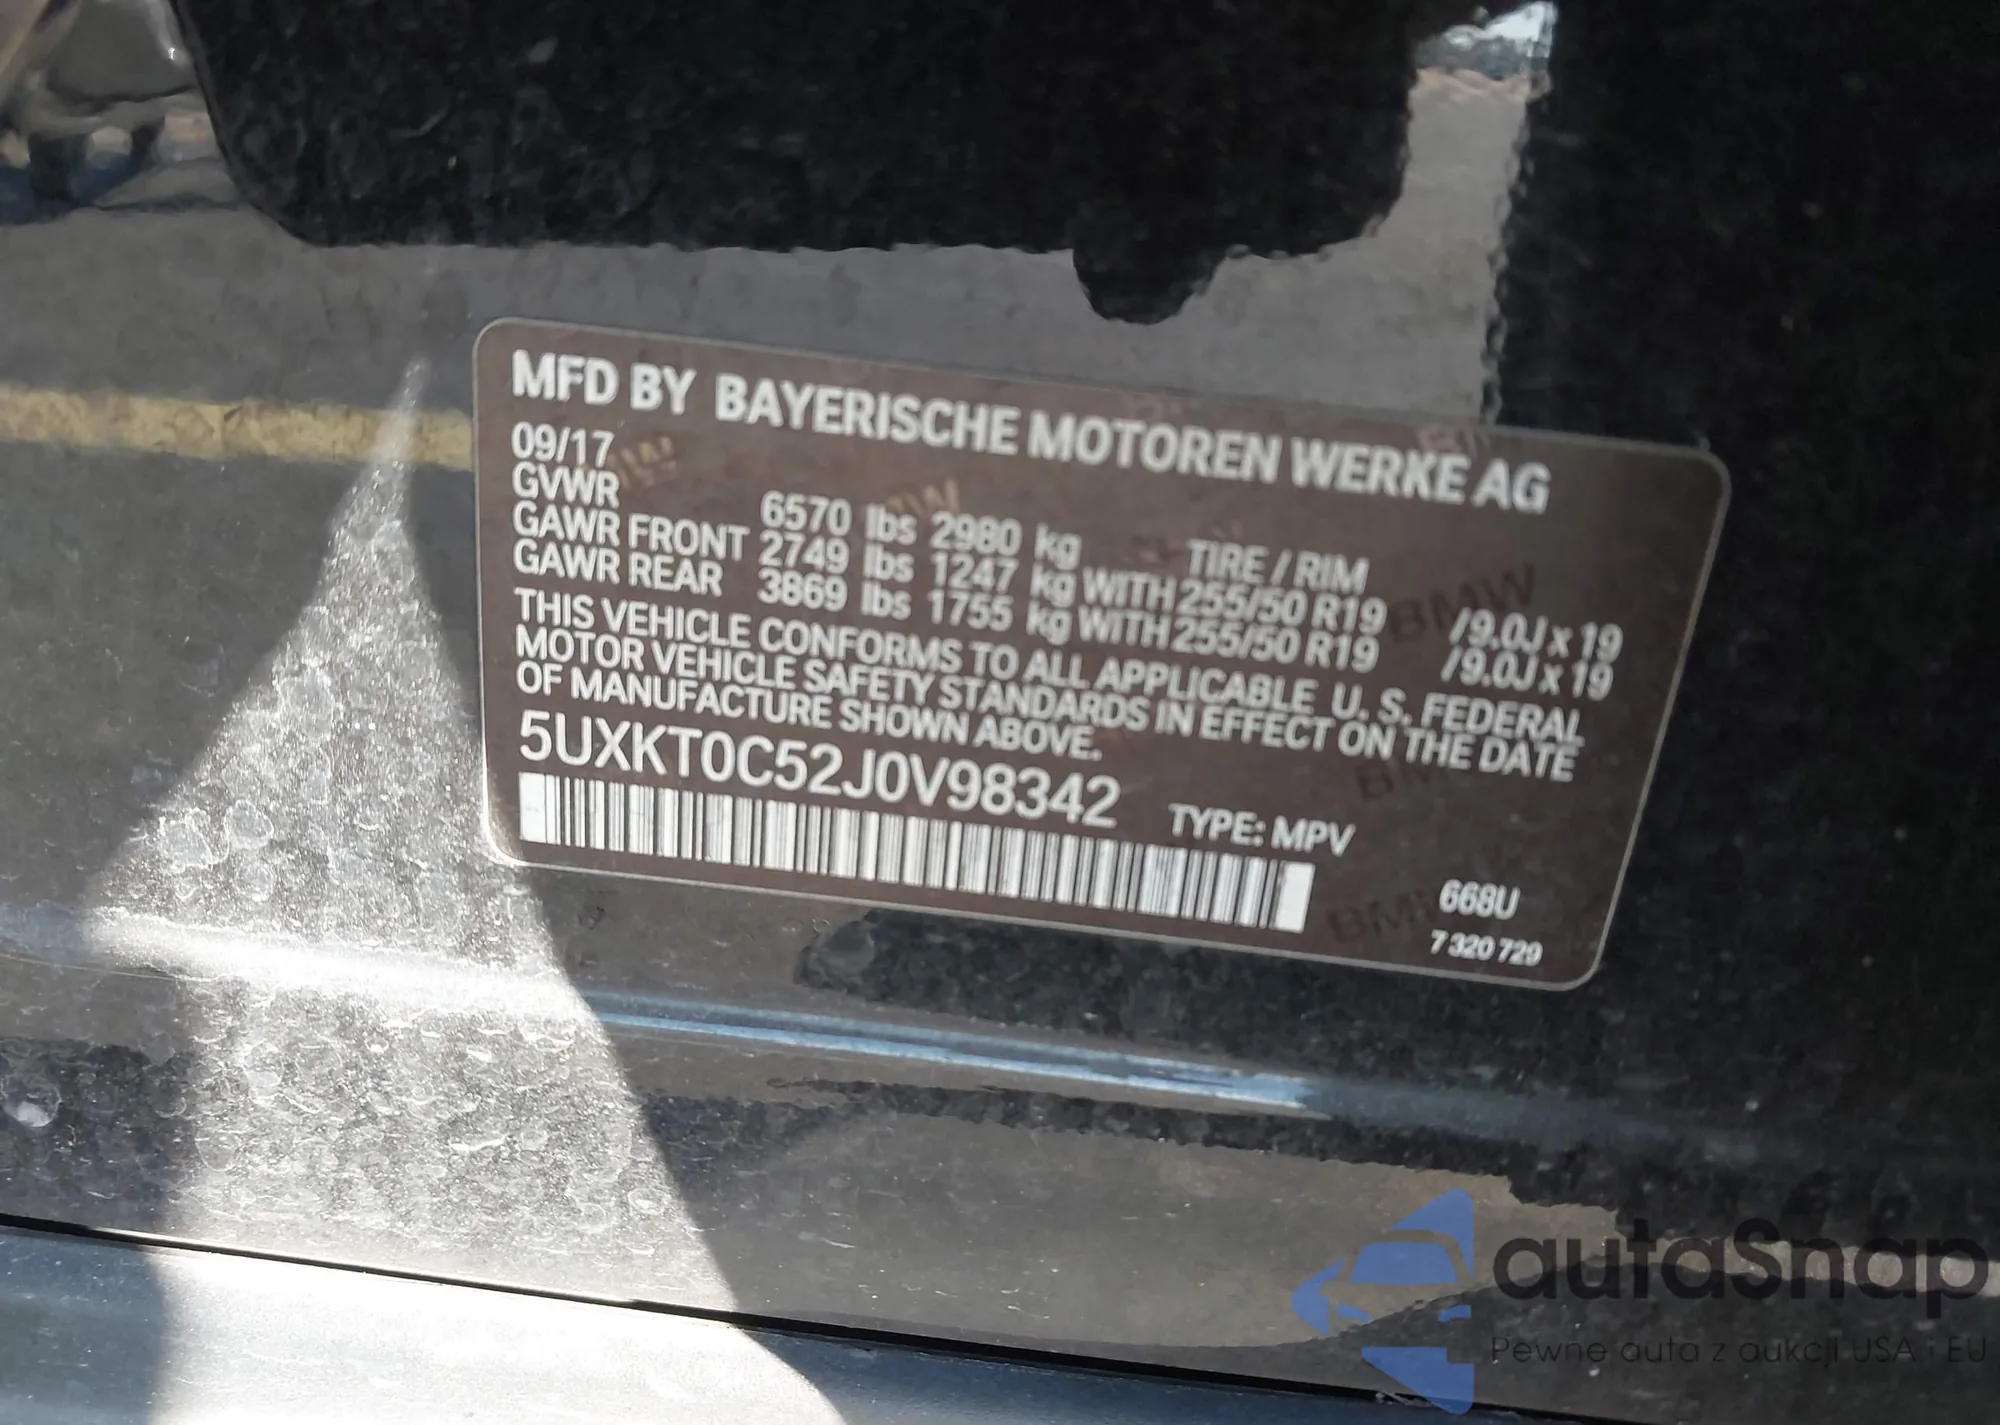 MFD BY BAYERISCHE MOTOREN WERKE AG
09/17
GVWR 6570 lbs 2980 kg TIRE / RIM
GAWR FRONT 2749 lbs 1247 kg WITH 255/50 R19 /9.0J x 19
GAWR REAR 3869 lbs 1755 kg WITH 255/50 R19 /9.0J x 19
THIS VEHICLE CONFORMS TO ALL APPLICABLE U. S. FEDERAL
MOTOR VEHICLE SAFETY STANDARDS IN EFFECT ON THE DATE
OF MANUFACTURE SHOWN ABOVE.
5UXKT0C52J0V98342 TYPE: MPV
668U
7 320 729
autaSnap
Pewne auta z aukcji USA i EU